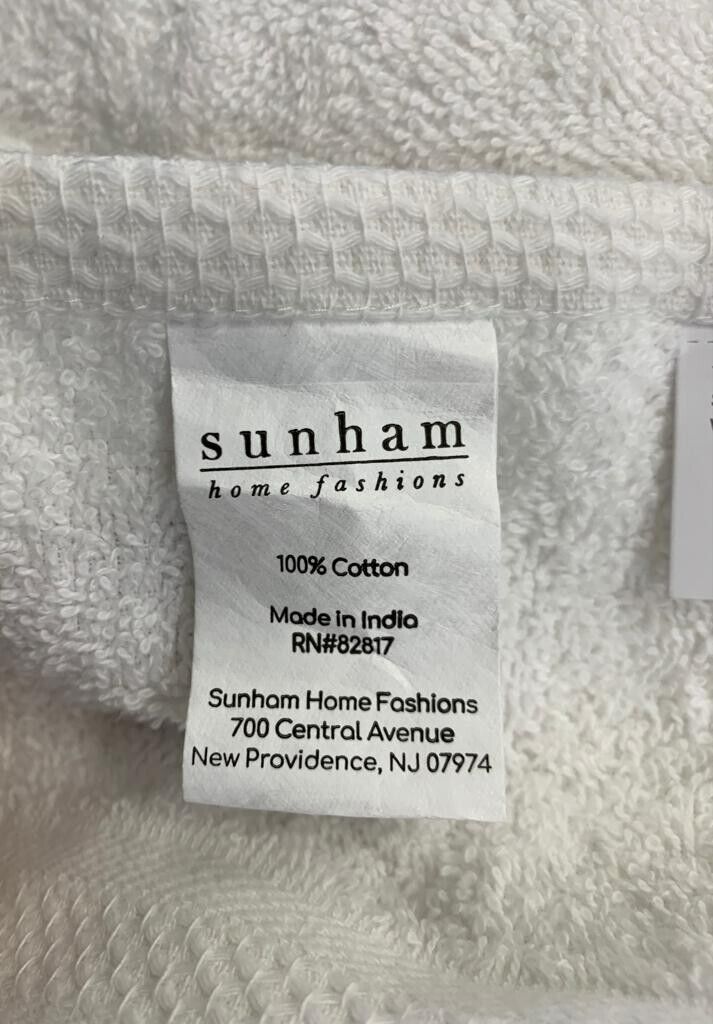 sunham
home fashions
100% Cotton
Made in India
RN#82817
Sunham Home Fashions
700 Central Avenue
New Providence, NJ 07974